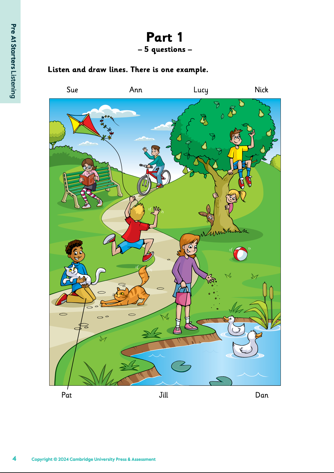 Pre A1 Starters Listening
Part 1
– 5 questions –
Listen and draw lines. There is one example.
Sue Ann Lucy Nick
Pat Jill Dan
4 Copyright © 2024 Cambridge University Press & Assessment